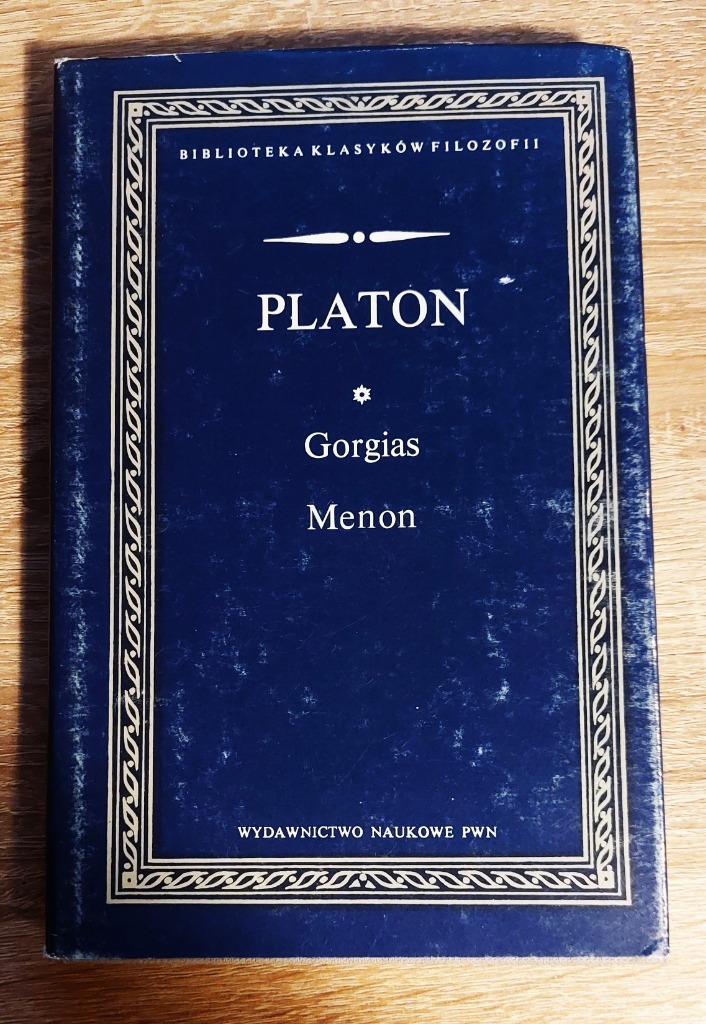 BIBLIOTEKA KLASYKÓW FILOZOFII
PLATON
Gorgias
Menon
WYDAWNICTWO NAUKOWE PWN